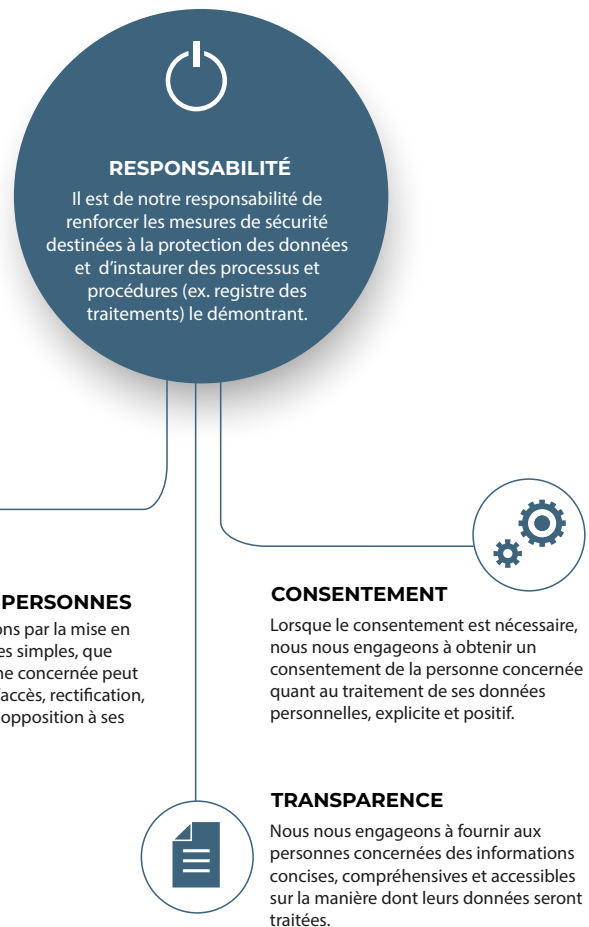 RESPONSABILITÉ
Il est de notre responsabilité de
renforcer les mesures de sécurité
destinées à la protection des données
et d'instaurer des processus et
procédures (ex. registre des
traitements) le démontrant.
PERSONNES
ons par la mise en
es simples, que
ne concernée peut
'accès, rectification,
opposition à ses
CONSENTEMENT
Lorsque le consentement est nécessaire,
nous nous engageons à obtenir un
consentement de la personne concernée
quant au traitement de ses données
personnelles, explicite et positif.
TRANSPARENCE
Nous nous engageons à fournir aux
personnes concernées des informations
concises, compréhensives et accessibles
sur la manière dont leurs données seront
traitées.